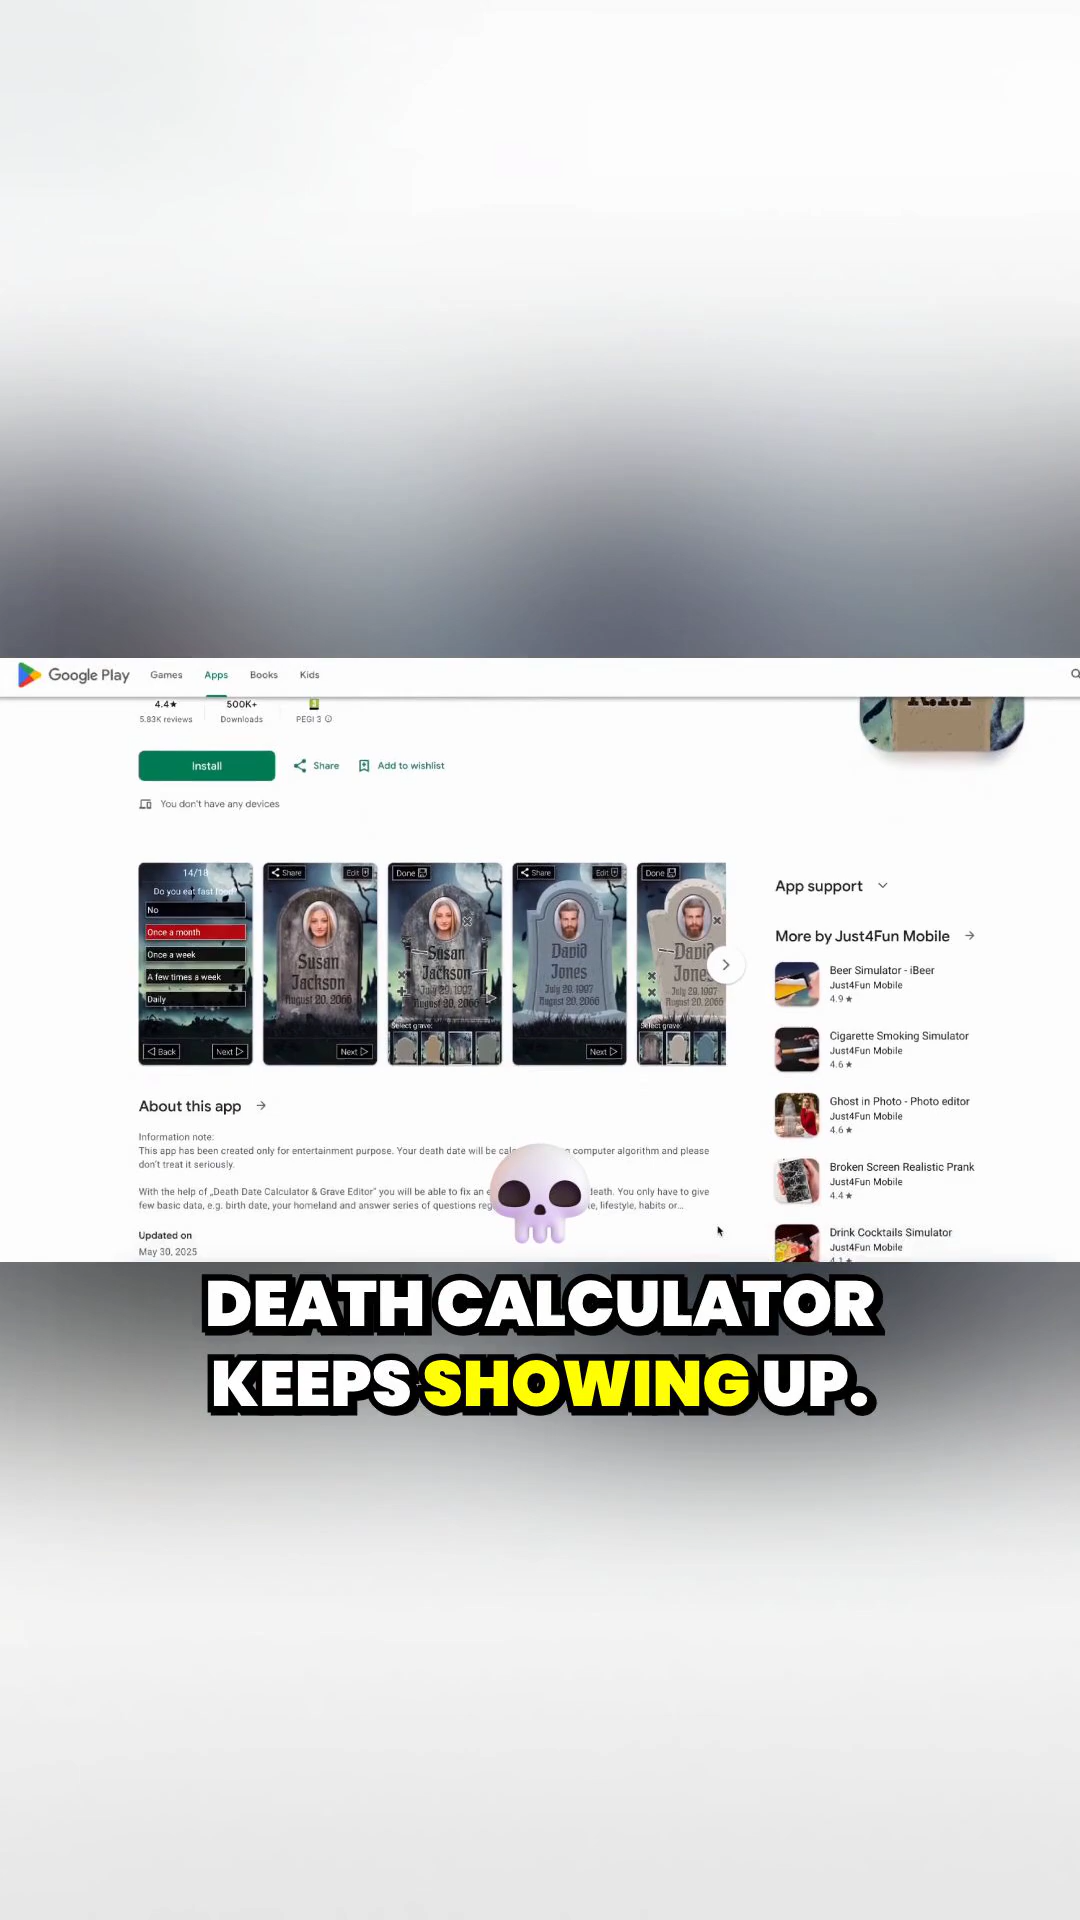 Google Play Games Apps Books Kids
4.4★ 500K+ 3
5.83K reviews Downloads PEGI 3
R.I.P
Install Share Add to wishlist
You don't have any devices
14/18
Do you eat fast food?
No
Once a month
Once a week
A few times a week
Daily
Back Next
Share Edit
Susan
Jackson
August 20, 2066
Next
Done
Susan
Jackson
July 29, 1997
August 20, 2066
Select grave:
Share Edit
David
Jones
July 29, 1997
August 20, 2066
Next
Done
David
Jones
July 29, 1997
August 20, 2066
Select grave:
App support
More by Just4Fun Mobile
Beer Simulator - iBeer
Just4Fun Mobile
4.9★
Cigarette Smoking Simulator
Just4Fun Mobile
4.6★
Ghost in Photo - Photo editor
Just4Fun Mobile
4.6★
Broken Screen Realistic Prank
Just4Fun Mobile
4.4★
Drink Cocktails Simulator
Just4Fun Mobile
4.1★
About this app
Information note:
This app has been created only for entertainment purpose. Your death date will be computer algorithm and please
don't treat it seriously.
With the help of „Death Date Calculator & Grave Editor" you will be able to fix an death. You only have to give
few basic data, e.g. birth date, your homeland and answer series of questions lifestyle, habits or...
Updated on
May 30, 2025
DEATH CALCULATOR
KEEPS SHOWING UP.